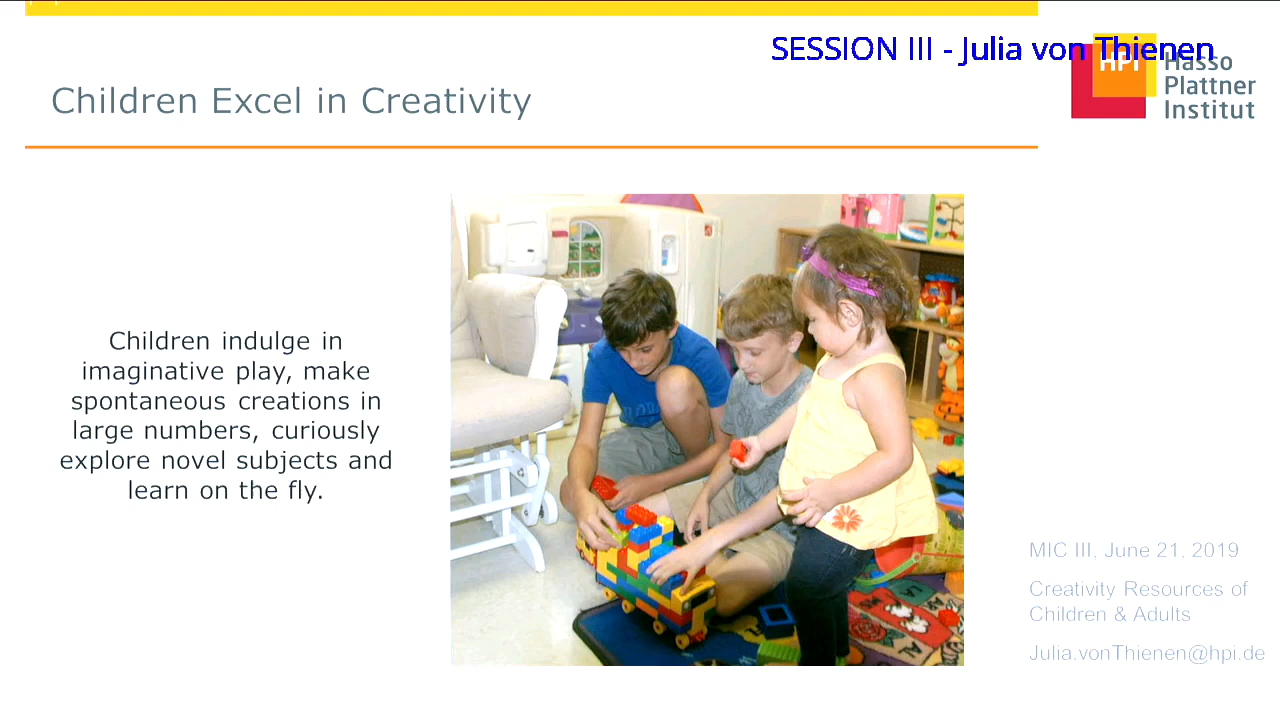 SESSION III - Julia von Thienen
HPI Hasso
Plattner
Institut
Children Excel in Creativity
Children indulge in
imaginative play, make
spontaneous creations in
large numbers, curiously
explore novel subjects and
learn on the fly.
MIC III, June 21, 2019
Creativity Resources of
Children & Adults
Julia.vonThienen@hpi.de